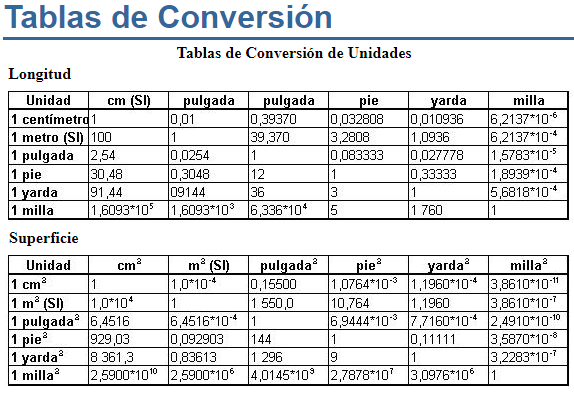 Tablas de Conversión
Tablas de Conversión de Unidades
Longitud
Unidad cm (SI) pulgada pulgada pie yarda milla
1 centímetro 1 0,01 0,39370 0,032808 0,010936 6,2137*10⁻⁶
1 metro (SI) 100 1 39,370 3,2808 1,0936 6,2137*10⁻⁴
1 pulgada 2,54 0,0254 1 0,083333 0,027778 1,5783*10⁻⁵
1 pie 30,48 0,3048 12 1 0,33333 1,8939*10⁻⁴
1 yarda 91,44 09144 36 3 1 5,6818*10⁻⁴
1 milla 1,6093*10⁵ 1,6093*10³ 6,336*10⁴ 5 1 760 1
Superficie
Unidad cm² m² (SI) pulgada² pie² yarda² milla²
1 cm² 1 1,0*10⁻⁴ 0,15500 1,0764*10⁻³ 1,1960*10⁻⁴ 3,8610*10⁻¹¹
1 m² (SI) 1,0*10⁴ 1 1 550,0 10,764 1,1960 3,8610*10⁻⁷
1 pulgada² 6,4516 6,4516*10⁻⁴ 1 6,9444*10⁻³ 7,7160*10⁻⁴ 2,4910*10⁻¹⁰
1 pie² 929,03 0,092903 144 1 0,11111 3,5870*10⁻⁸
1 yarda² 8 361,3 0,83613 1 296 9 1 3,2283*10⁻⁷
1 milla² 2,5900*10¹⁰ 2,5900*10⁶ 4,0145*10⁹ 2,7878*10⁷ 3,0976*10⁶ 1